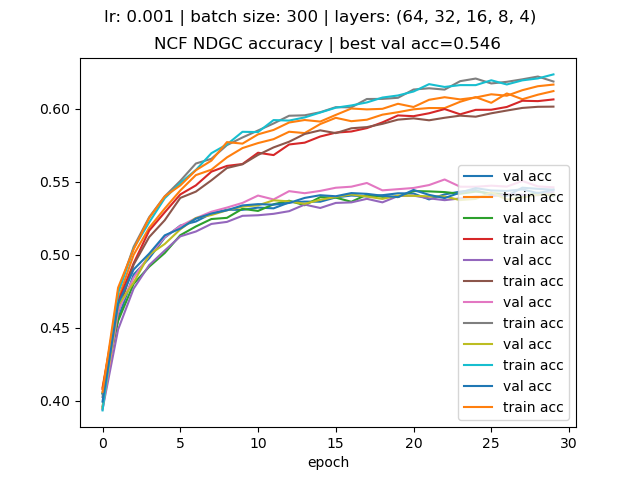 lr: 0.001 | batch size: 300 | layers: (64, 32, 16, 8, 4)
NCF NDGC accuracy | best val acc=0.546
0.60
0.55
0.50
0.45
0.40
val acc
train acc
val acc
train acc
val acc
train acc
val acc
train acc
val acc
train acc
val acc
train acc
0 5 10 15 20 25 30
epoch